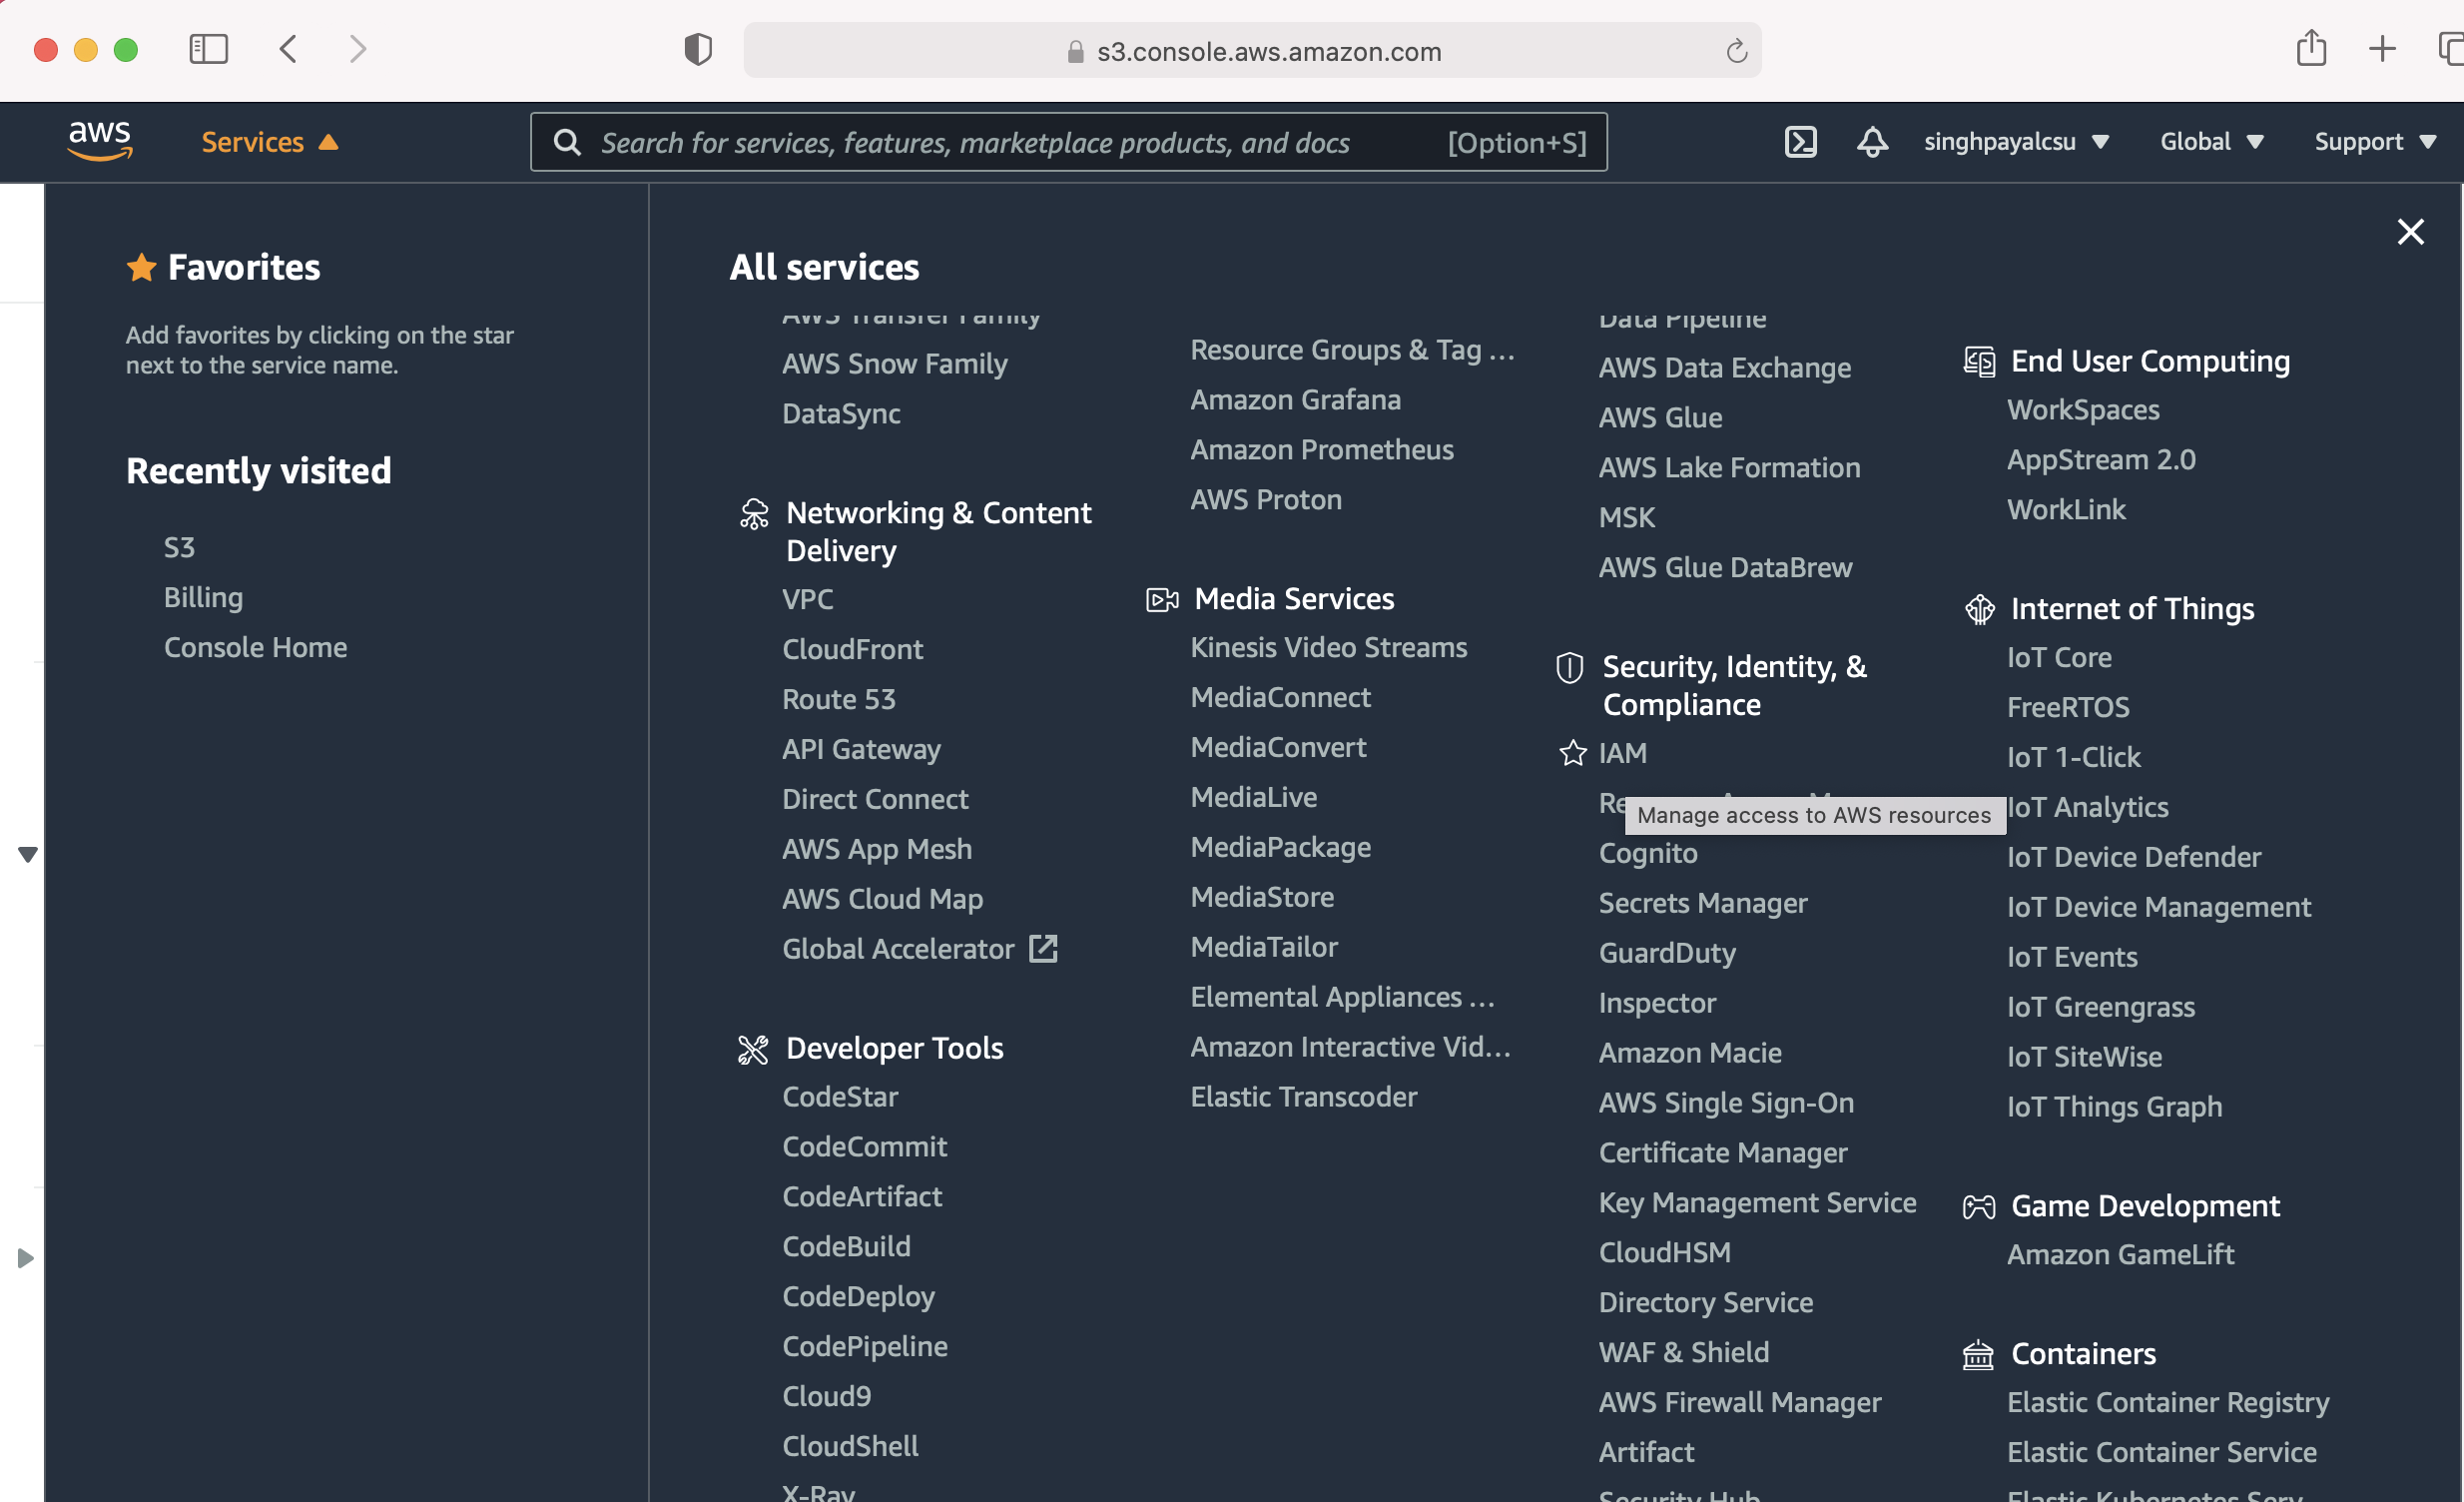 s3.console.aws.amazon.com
aws
Services
Search for services, features, marketplace products, and docs
[Option+S]
singhpayalcsu
Global
Support
Favorites
Add favorites by clicking on the star
next to the service name.
Recently visited
S3
Billing
Console Home
All services
AWS Transfer Family
AWS Snow Family
DataSync
Networking & Content
Delivery
VPC
CloudFront
Route 53
API Gateway
Direct Connect
AWS App Mesh
AWS Cloud Map
Global Accelerator
Developer Tools
CodeStar
CodeCommit
CodeArtifact
CodeBuild
CodeDeploy
CodePipeline
Cloud9
CloudShell
X-Ray
Resource Groups & Tag ...
Amazon Grafana
Amazon Prometheus
AWS Proton
Media Services
Kinesis Video Streams
MediaConnect
MediaConvert
MediaLive
MediaPackage
MediaStore
MediaTailor
Elemental Appliances ...
Amazon Interactive Vid...
Elastic Transcoder
Data Pipeline
AWS Data Exchange
AWS Glue
AWS Lake Formation
MSK
AWS Glue DataBrew
Security, Identity, &
Compliance
IAM
Manage access to AWS resources
Cognito
Secrets Manager
GuardDuty
Inspector
Amazon Macie
AWS Single Sign-On
Certificate Manager
Key Management Service
CloudHSM
Directory Service
WAF & Shield
AWS Firewall Manager
Artifact
Security Hub
End User Computing
WorkSpaces
AppStream 2.0
WorkLink
Internet of Things
IoT Core
FreeRTOS
IoT 1-Click
IoT Analytics
IoT Device Defender
IoT Device Management
IoT Events
IoT Greengrass
IoT SiteWise
IoT Things Graph
Game Development
Amazon GameLift
Containers
Elastic Container Registry
Elastic Container Service
Elastic Kubernetes Serv